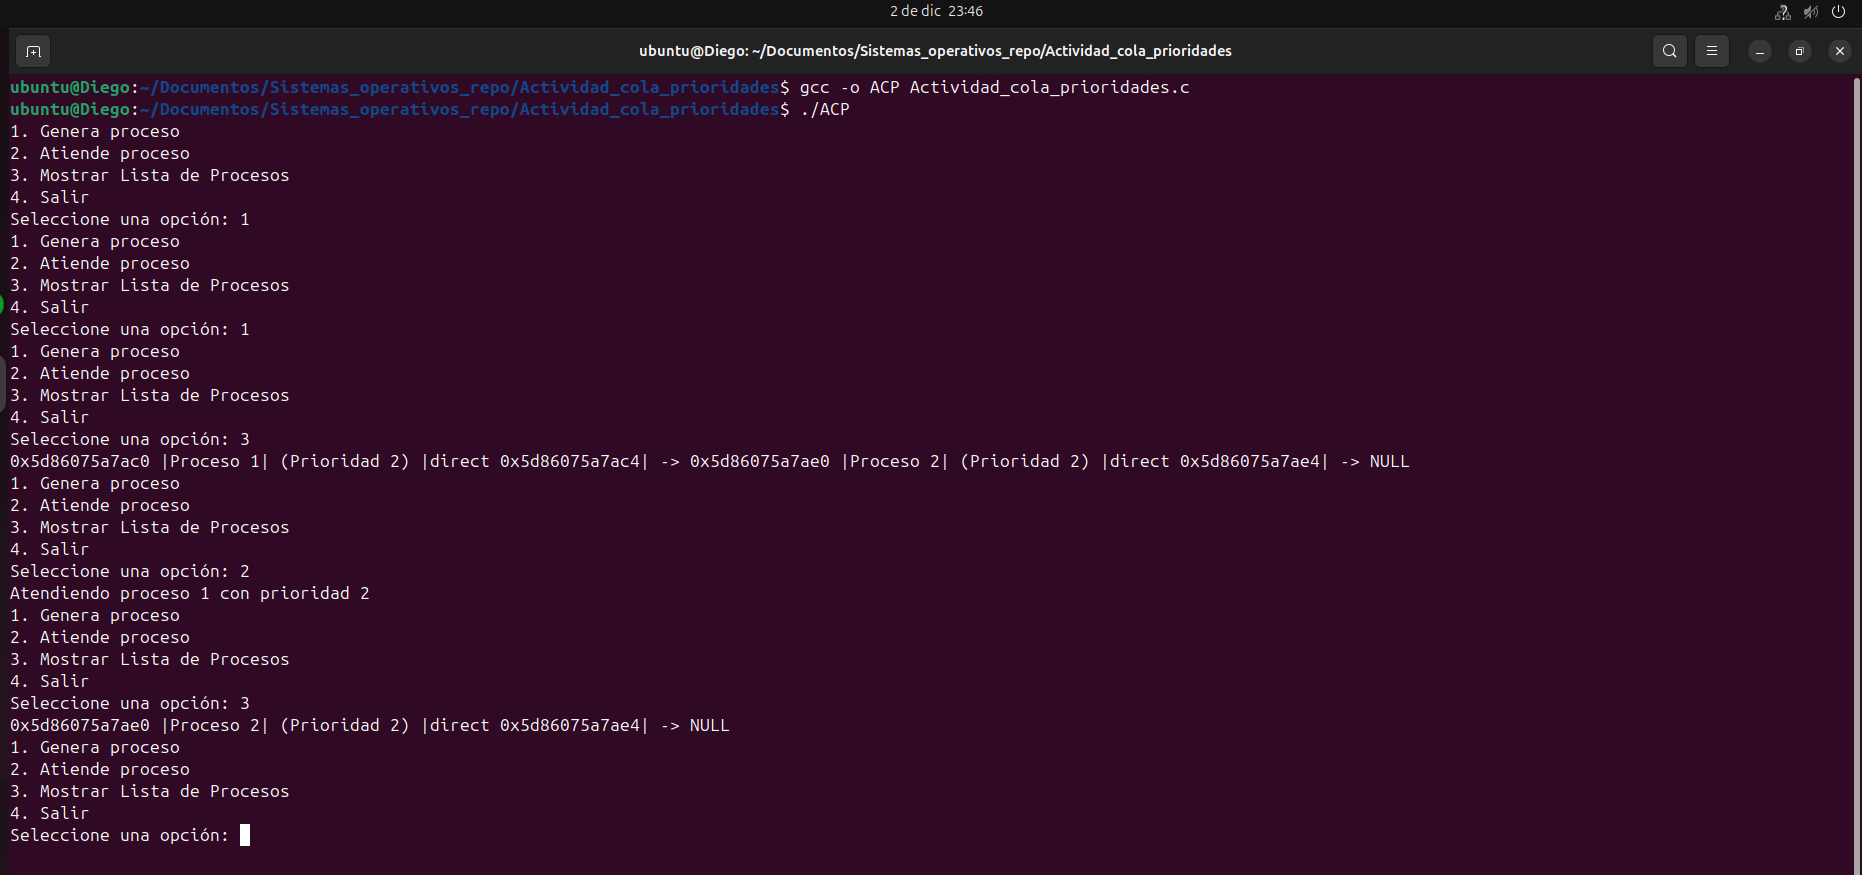 2 de dic 23:46
ubuntu@Diego: ~/Documentos/Sistemas_operativos_repo/Actividad_cola_prioridades
ubuntu@Diego:~/Documentos/Sistemas_operativos_repo/Actividad_cola_prioridades$ gcc -o ACP Actividad_cola_prioridades.c
ubuntu@Diego:~/Documentos/Sistemas_operativos_repo/Actividad_cola_prioridades$ ./ACP
1. Genera proceso
2. Atiende proceso
3. Mostrar Lista de Procesos
4. Salir
Seleccione una opción: 1
1. Genera proceso
2. Atiende proceso
3. Mostrar Lista de Procesos
4. Salir
Seleccione una opción: 1
1. Genera proceso
2. Atiende proceso
3. Mostrar Lista de Procesos
4. Salir
Seleccione una opción: 3
0x5d86075a7ac0 |Proceso 1| (Prioridad 2) |direct 0x5d86075a7ac4| -> 0x5d86075a7ae0 |Proceso 2| (Prioridad 2) |direct 0x5d86075a7ae4| -> NULL
1. Genera proceso
2. Atiende proceso
3. Mostrar Lista de Procesos
4. Salir
Seleccione una opción: 2
Atendiendo proceso 1 con prioridad 2
1. Genera proceso
2. Atiende proceso
3. Mostrar Lista de Procesos
4. Salir
Seleccione una opción: 3
0x5d86075a7ae0 |Proceso 2| (Prioridad 2) |direct 0x5d86075a7ae4| -> NULL
1. Genera proceso
2. Atiende proceso
3. Mostrar Lista de Procesos
4. Salir
Seleccione una opción: